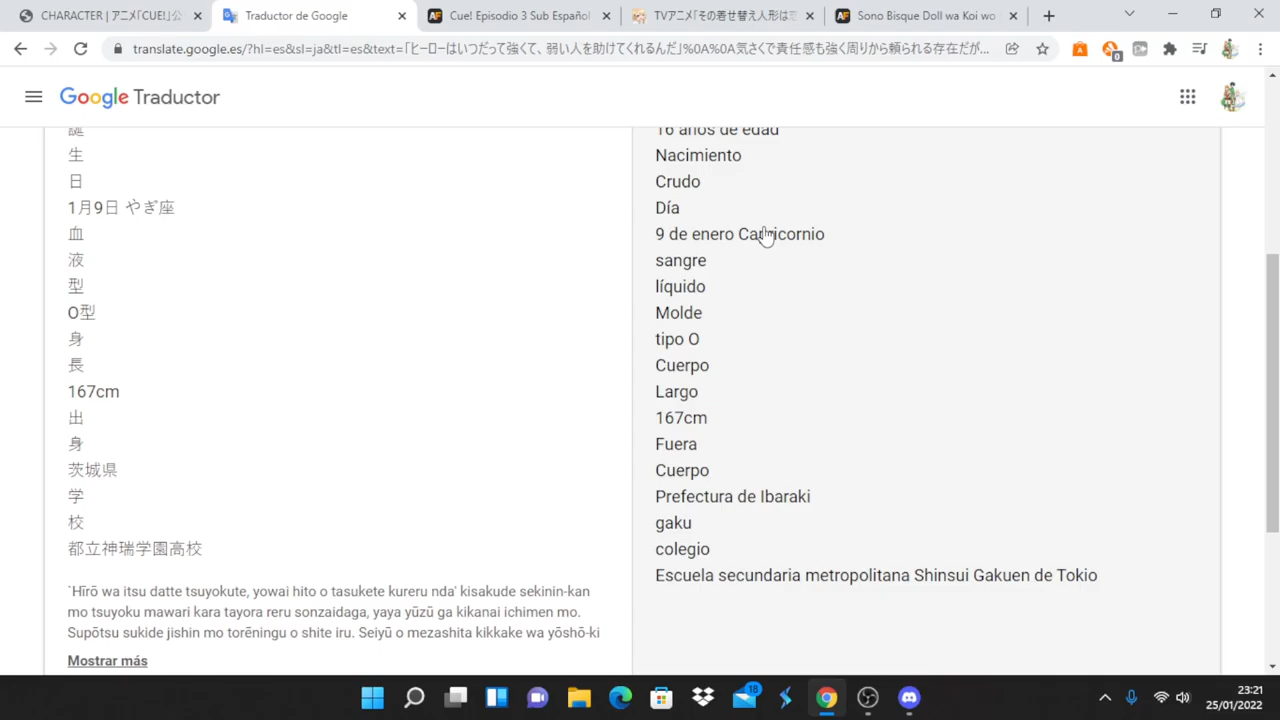 CHARACTER | アニメ「CUE!」公
Traductor de Google
Cue! Episodio 3 Sub Español
TVアニメ「その着せ替え人形は恋
Sono Bisque Doll wa Koi wo
translate.google.es/?hl=es&sl=ja&tl=es&text=「ヒーローはいつだって強くて、弱い人を助けてくれるんだ」%0A%0A気さくで責任感も強く周りから頼られる存在だが...
0
Google Traductor
誕
生
日
1月9日 やぎ座
血
液
型
O型
身
長
167cm
出
身
茨城県
学
校
都立神瑞学園高校
`Hīrō wa itsu datte tsuyokute, yowai hito o tasukete kureru nda' kisakude sekinin-kan
mo tsuyoku mawari kara tayora reru sonzaidaga, yaya yūzū ga kikanai ichimen mo.
Supōtsu sukide jishin mo torēningu o shite iru. Seiyū o mezashita kikkake wa yōshō-ki
Mostrar más
16 años de edad
Nacimiento
Crudo
Día
9 de enero Capricornio
sangre
líquido
Molde
tipo O
Cuerpo
Largo
167cm
Fuera
Cuerpo
Prefectura de Ibaraki
gaku
colegio
Escuela secundaria metropolitana Shinsui Gakuen de Tokio
18
23:21
25/01/2022